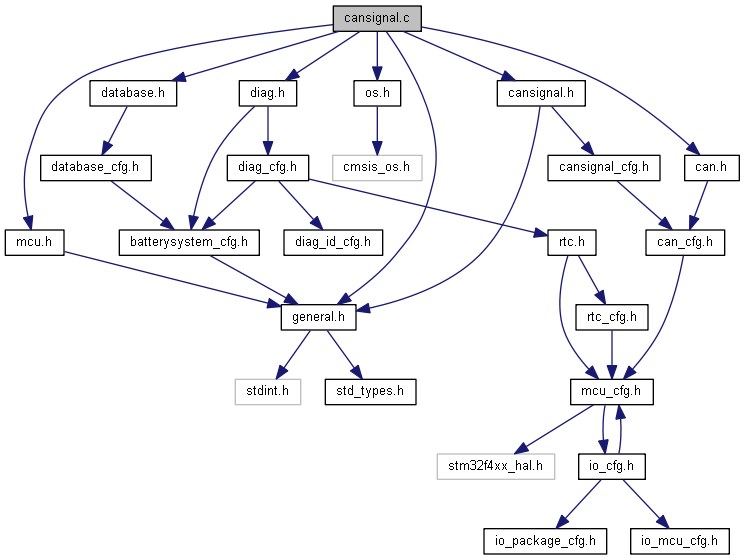 cansignal.c
database.h
diag.h
os.h
cansignal.h
database_cfg.h
diag_cfg.h
cmsis_os.h
cansignal_cfg.h
can.h
mcu.h
batterysystem_cfg.h
diag_id_cfg.h
rtc.h
can_cfg.h
general.h
rtc_cfg.h
stdint.h
std_types.h
mcu_cfg.h
stm32f4xx_hal.h
io_cfg.h
io_package_cfg.h
io_mcu_cfg.h